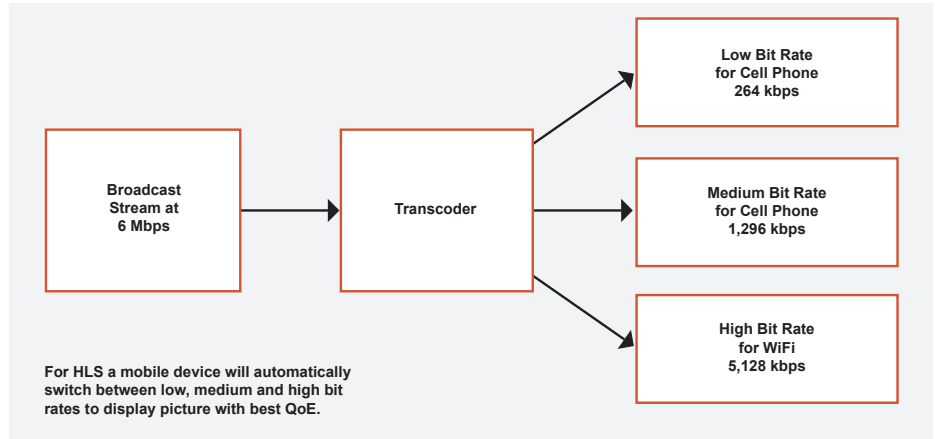 Low Bit Rate
for Cell Phone
264 kbps
Broadcast
Stream at
6 Mbps
Transcoder
Medium Bit Rate
for Cell Phone
1,296 kbps
High Bit Rate
for WiFi
5,128 kbps
For HLS a mobile device will automatically
switch between low, medium and high bit
rates to display picture with best QoE.